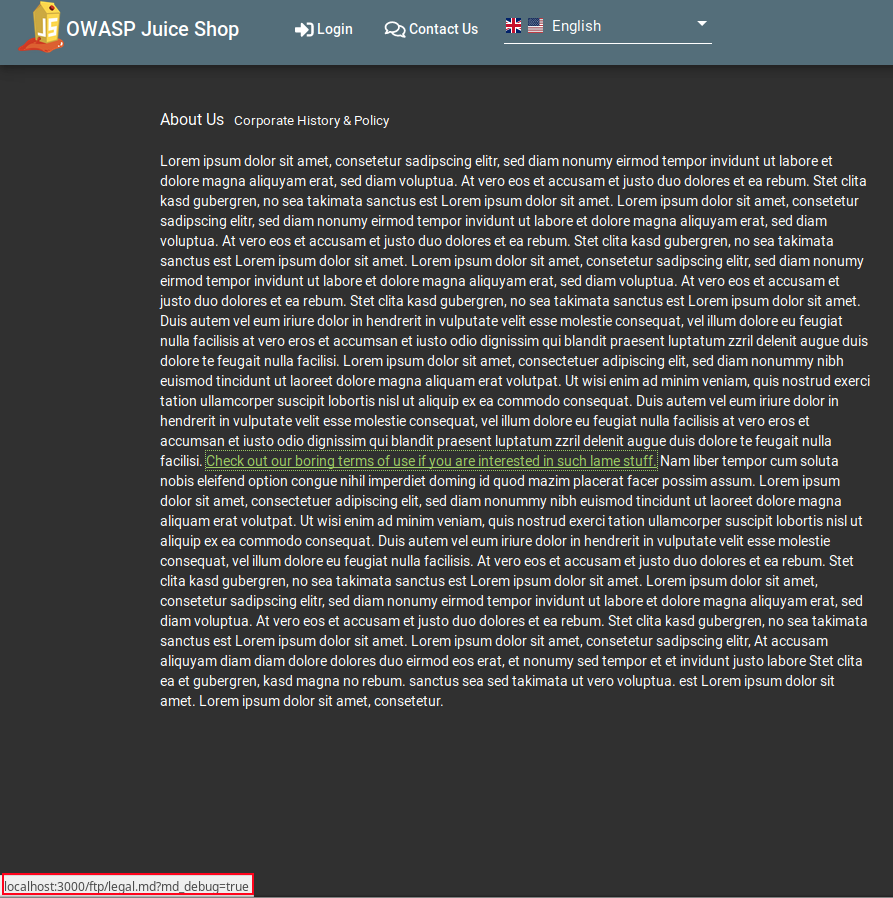 JS OWASP Juice Shop Login Contact Us English
About Us Corporate History & Policy
Lorem ipsum dolor sit amet, consetetur sadipscing elitr, sed diam nonumy eirmod tempor invidunt ut labore et
dolore magna aliquyam erat, sed diam voluptua. At vero eos et accusam et justo duo dolores et ea rebum. Stet clita
kasd gubergren, no sea takimata sanctus est Lorem ipsum dolor sit amet. Lorem ipsum dolor sit amet, consetetur
sadipscing elitr, sed diam nonumy eirmod tempor invidunt ut labore et dolore magna aliquyam erat, sed diam
voluptua. At vero eos et accusam et justo duo dolores et ea rebum. Stet clita kasd gubergren, no sea takimata
sanctus est Lorem ipsum dolor sit amet. Lorem ipsum dolor sit amet, consetetur sadipscing elitr, sed diam nonumy
eirmod tempor invidunt ut labore et dolore magna aliquyam erat, sed diam voluptua. At vero eos et accusam et
justo duo dolores et ea rebum. Stet clita kasd gubergren, no sea takimata sanctus est Lorem ipsum dolor sit amet.
Duis autem vel eum iriure dolor in hendrerit in vulputate velit esse molestie consequat, vel illum dolore eu feugiat
nulla facilisis at vero eros et accumsan et iusto odio dignissim qui blandit praesent luptatum zzril delenit augue duis
dolore te feugait nulla facilisi. Lorem ipsum dolor sit amet, consectetuer adipiscing elit, sed diam nonummy nibh
euismod tincidunt ut laoreet dolore magna aliquam erat volutpat. Ut wisi enim ad minim veniam, quis nostrud exerci
tation ullamcorper suscipit lobortis nisl ut aliquip ex ea commodo consequat. Duis autem vel eum iriure dolor in
hendrerit in vulputate velit esse molestie consequat, vel illum dolore eu feugiat nulla facilisis at vero eros et
accumsan et iusto odio dignissim qui blandit praesent luptatum zzril delenit augue duis dolore te feugait nulla
facilisi. Check out our boring terms of use if you are interested in such lame stuff. Nam liber tempor cum soluta
nobis eleifend option congue nihil imperdiet doming id quod mazim placerat facer possim assum. Lorem ipsum
dolor sit amet, consectetuer adipiscing elit, sed diam nonummy nibh euismod tincidunt ut laoreet dolore magna
aliquam erat volutpat. Ut wisi enim ad minim veniam, quis nostrud exerci tation ullamcorper suscipit lobortis nisl ut
aliquip ex ea commodo consequat. Duis autem vel eum iriure dolor in hendrerit in vulputate velit esse molestie
consequat, vel illum dolore eu feugiat nulla facilisis. At vero eos et accusam et justo duo dolores et ea rebum. Stet
clita kasd gubergren, no sea takimata sanctus est Lorem ipsum dolor sit amet. Lorem ipsum dolor sit amet,
consetetur sadipscing elitr, sed diam nonumy eirmod tempor invidunt ut labore et dolore magna aliquyam erat, sed
diam voluptua. At vero eos et accusam et justo duo dolores et ea rebum. Stet clita kasd gubergren, no sea takimata
sanctus est Lorem ipsum dolor sit amet. Lorem ipsum dolor sit amet, consetetur sadipscing elitr, At accusam
aliquyam diam diam dolore dolores duo eirmod eos erat, et nonumy sed tempor et et invidunt justo labore Stet clita
ea et gubergren, kasd magna no rebum. sanctus sea sed takimata ut vero voluptua. est Lorem ipsum dolor sit
amet. Lorem ipsum dolor sit amet, consetetur.
localhost:3000/ftp/legal.md?md_debug=true